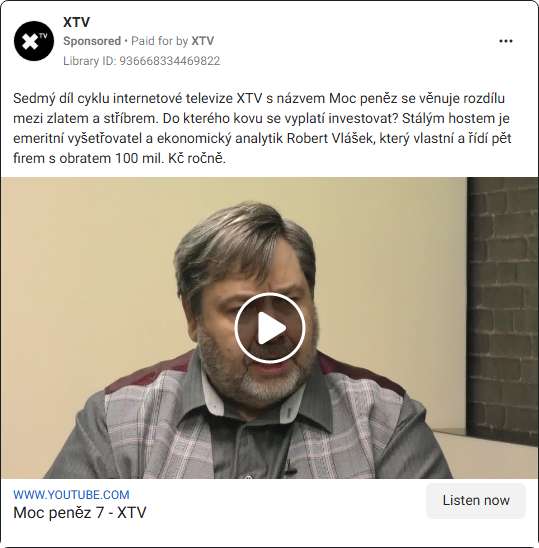 XTV
Sponsored • Paid for by XTV
Library ID: 936668334469822
Sedmý díl cyklu internetové televize XTV s názvem Moc peněz se věnuje rozdílu
mezi zlatem a stříbrem. Do kterého kovu se vyplatí investovat? Stálým hostem je
emeritní vyšetřovatel a ekonomický analytik Robert Vlášek, který vlastní a řídí pět
firem s obratem 100 mil. Kč ročně.
WWW.YOUTUBE.COM
Moc peněz 7 - XTV
Listen now